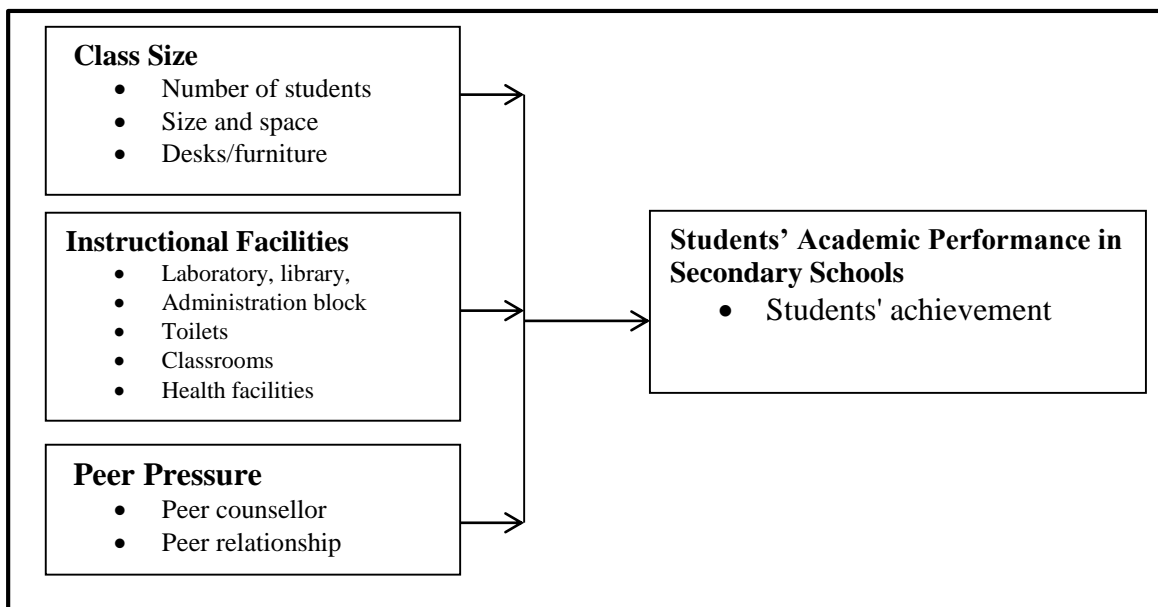 Class Size
• Number of students
• Size and space
• Desks/furniture
Instructional Facilities
• Laboratory, library,
• Administration block
• Toilets
• Classrooms
• Health facilities
Peer Pressure
• Peer counsellor
• Peer relationship
Students’ Academic Performance in
Secondary Schools
• Students' achievement